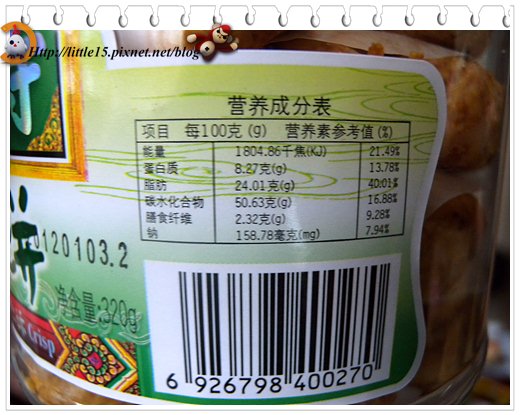 Http://little15.pixnet.net/blog
营养成分表
项目 每100克(g) 营养素参考值(%)
能量 1804.86千焦(KJ) 21.49%
蛋白质 8.27克(g) 13.78%
脂肪 24.01克(g) 40.01%
碳水化合物 50.63克(g) 16.88%
膳食纤维 2.32克(g) 9.28%
钠 158.78毫克(mg) 7.94%
120103.2
饼
净含量:320g
Crisp
6 926798 400270